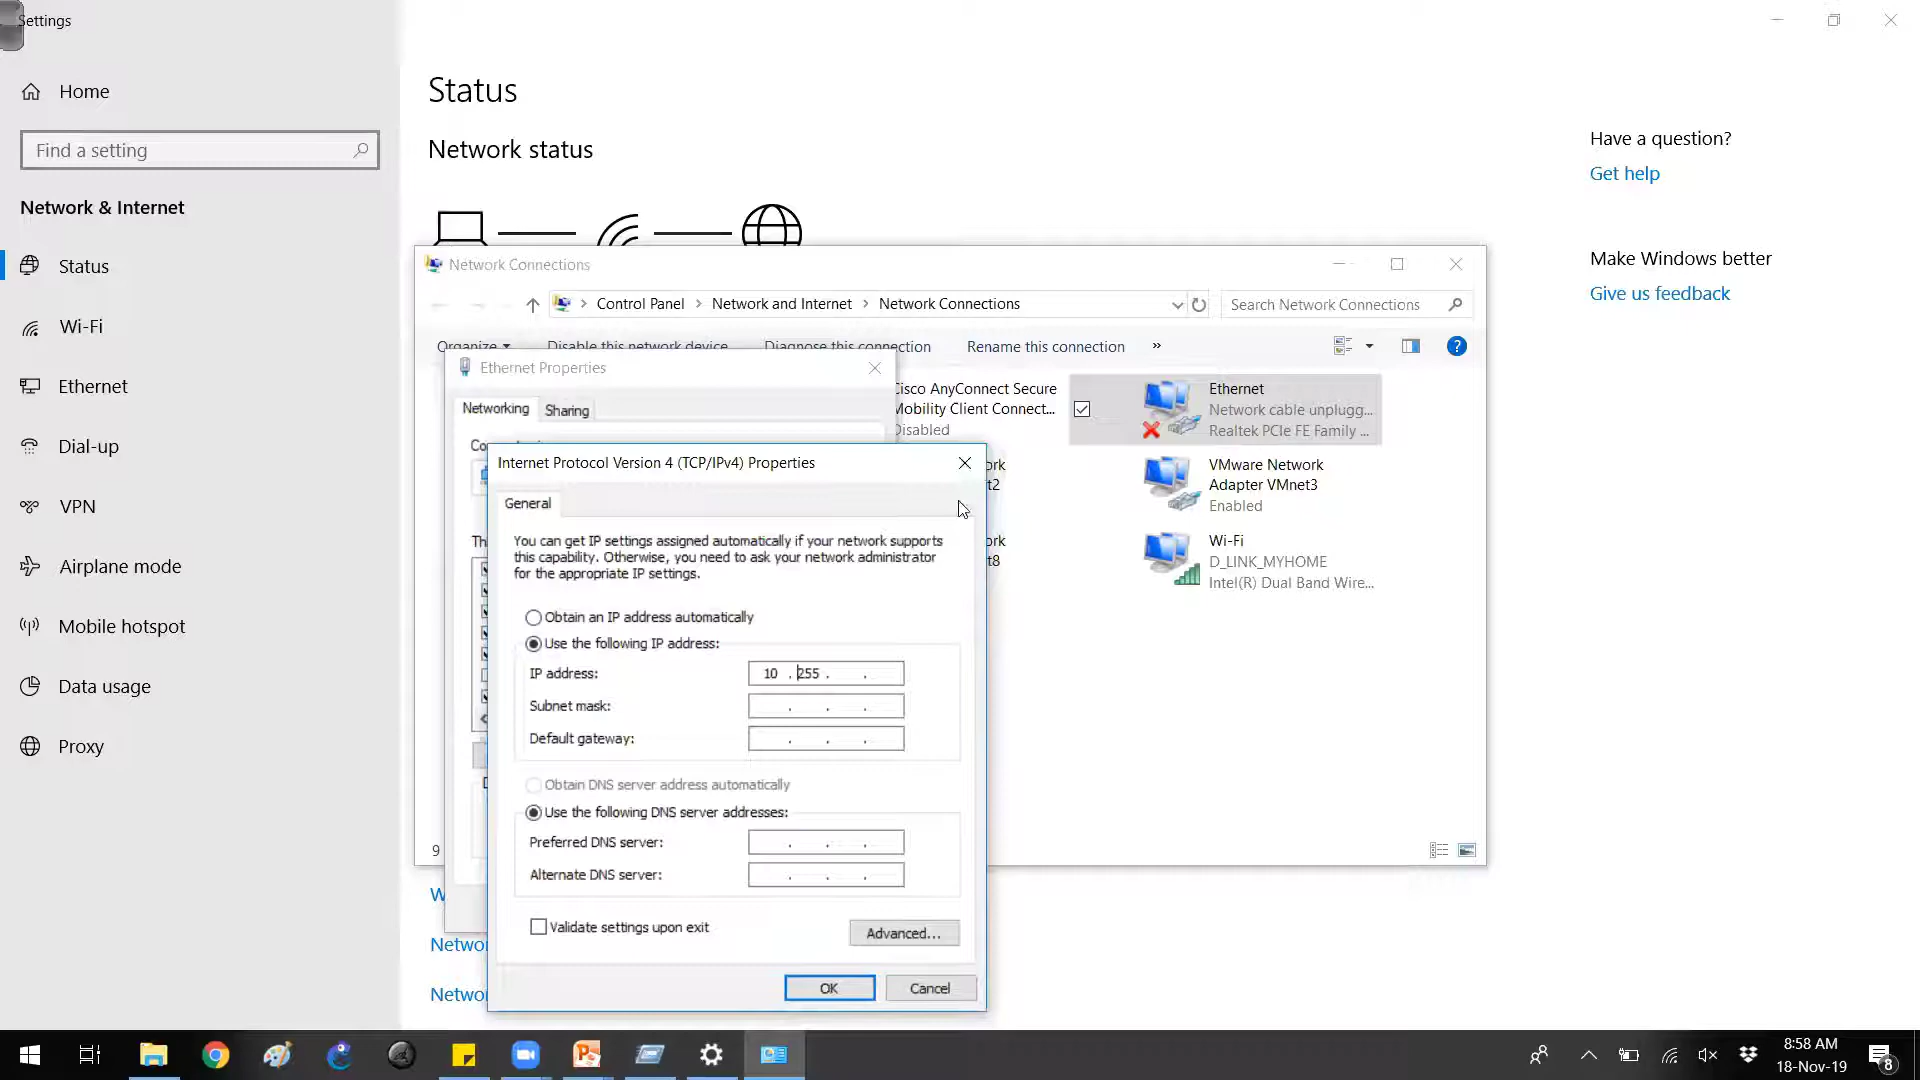 Settings
Home
Find a setting
Network & Internet
Status
Wi-Fi
Ethernet
Dial-up
VPN
Airplane mode
Mobile hotspot
Data usage
Proxy
Status
Network status
Have a question?
Get help
Make Windows better
Give us feedback
Network Connections
Control Panel > Network and Internet > Network Connections
Search Network Connections
Organize
Disable this network device
Diagnose this connection
Rename this connection
»
Cisco AnyConnect Secure
Mobility Client Connect...
Disabled
Ethernet
Network cable unplugg...
Realtek PCIe FE Family ...
VMware Network
Adapter VMnet3
Enabled
Wi-Fi
D_LINK_MYHOME
Intel(R) Dual Band Wire...
9
Ethernet Properties
Networking
Sharing
Internet Protocol Version 4 (TCP/IPv4) Properties
General
You can get IP settings assigned automatically if your network supports
this capability. Otherwise, you need to ask your network administrator
for the appropriate IP settings.
Obtain an IP address automatically
Use the following IP address:
IP address: 10 . 255 . .
Subnet mask: . . .
Default gateway: . . .
Obtain DNS server address automatically
Use the following DNS server addresses:
Preferred DNS server: . . .
Alternate DNS server: . . .
Validate settings upon exit
Advanced...
OK
Cancel
8:58 AM
18-Nov-19
8